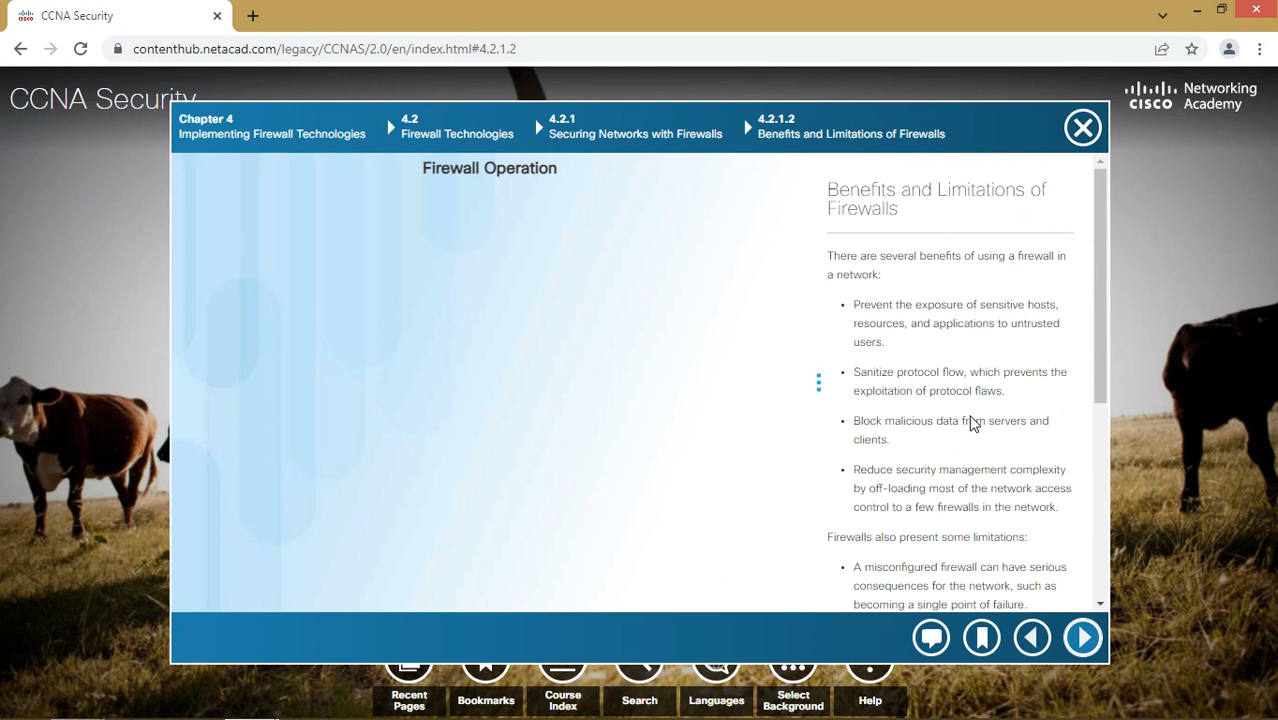 CCNA Security
contenthub.netacad.com/legacy/CCNAS/2.0/en/index.html#4.2.1.2
CCNA Security
Networking
CISCO Academy
Chapter 4
Implementing Firewall Technologies
4.2
Firewall Technologies
4.2.1
Securing Networks with Firewalls
4.2.1.2
Benefits and Limitations of Firewalls
Firewall Operation
Benefits and Limitations of
Firewalls
There are several benefits of using a firewall in
a network:
• Prevent the exposure of sensitive hosts,
resources, and applications to untrusted
users.
• Sanitize protocol flow, which prevents the
exploitation of protocol flaws.
• Block malicious data from servers and
clients.
• Reduce security management complexity
by off-loading most of the network access
control to a few firewalls in the network.
Firewalls also present some limitations:
• A misconfigured firewall can have serious
consequences for the network, such as
becoming a single point of failure.
Recent
Pages
Bookmarks
Course
Index
Search
Languages
Select
Background
Help